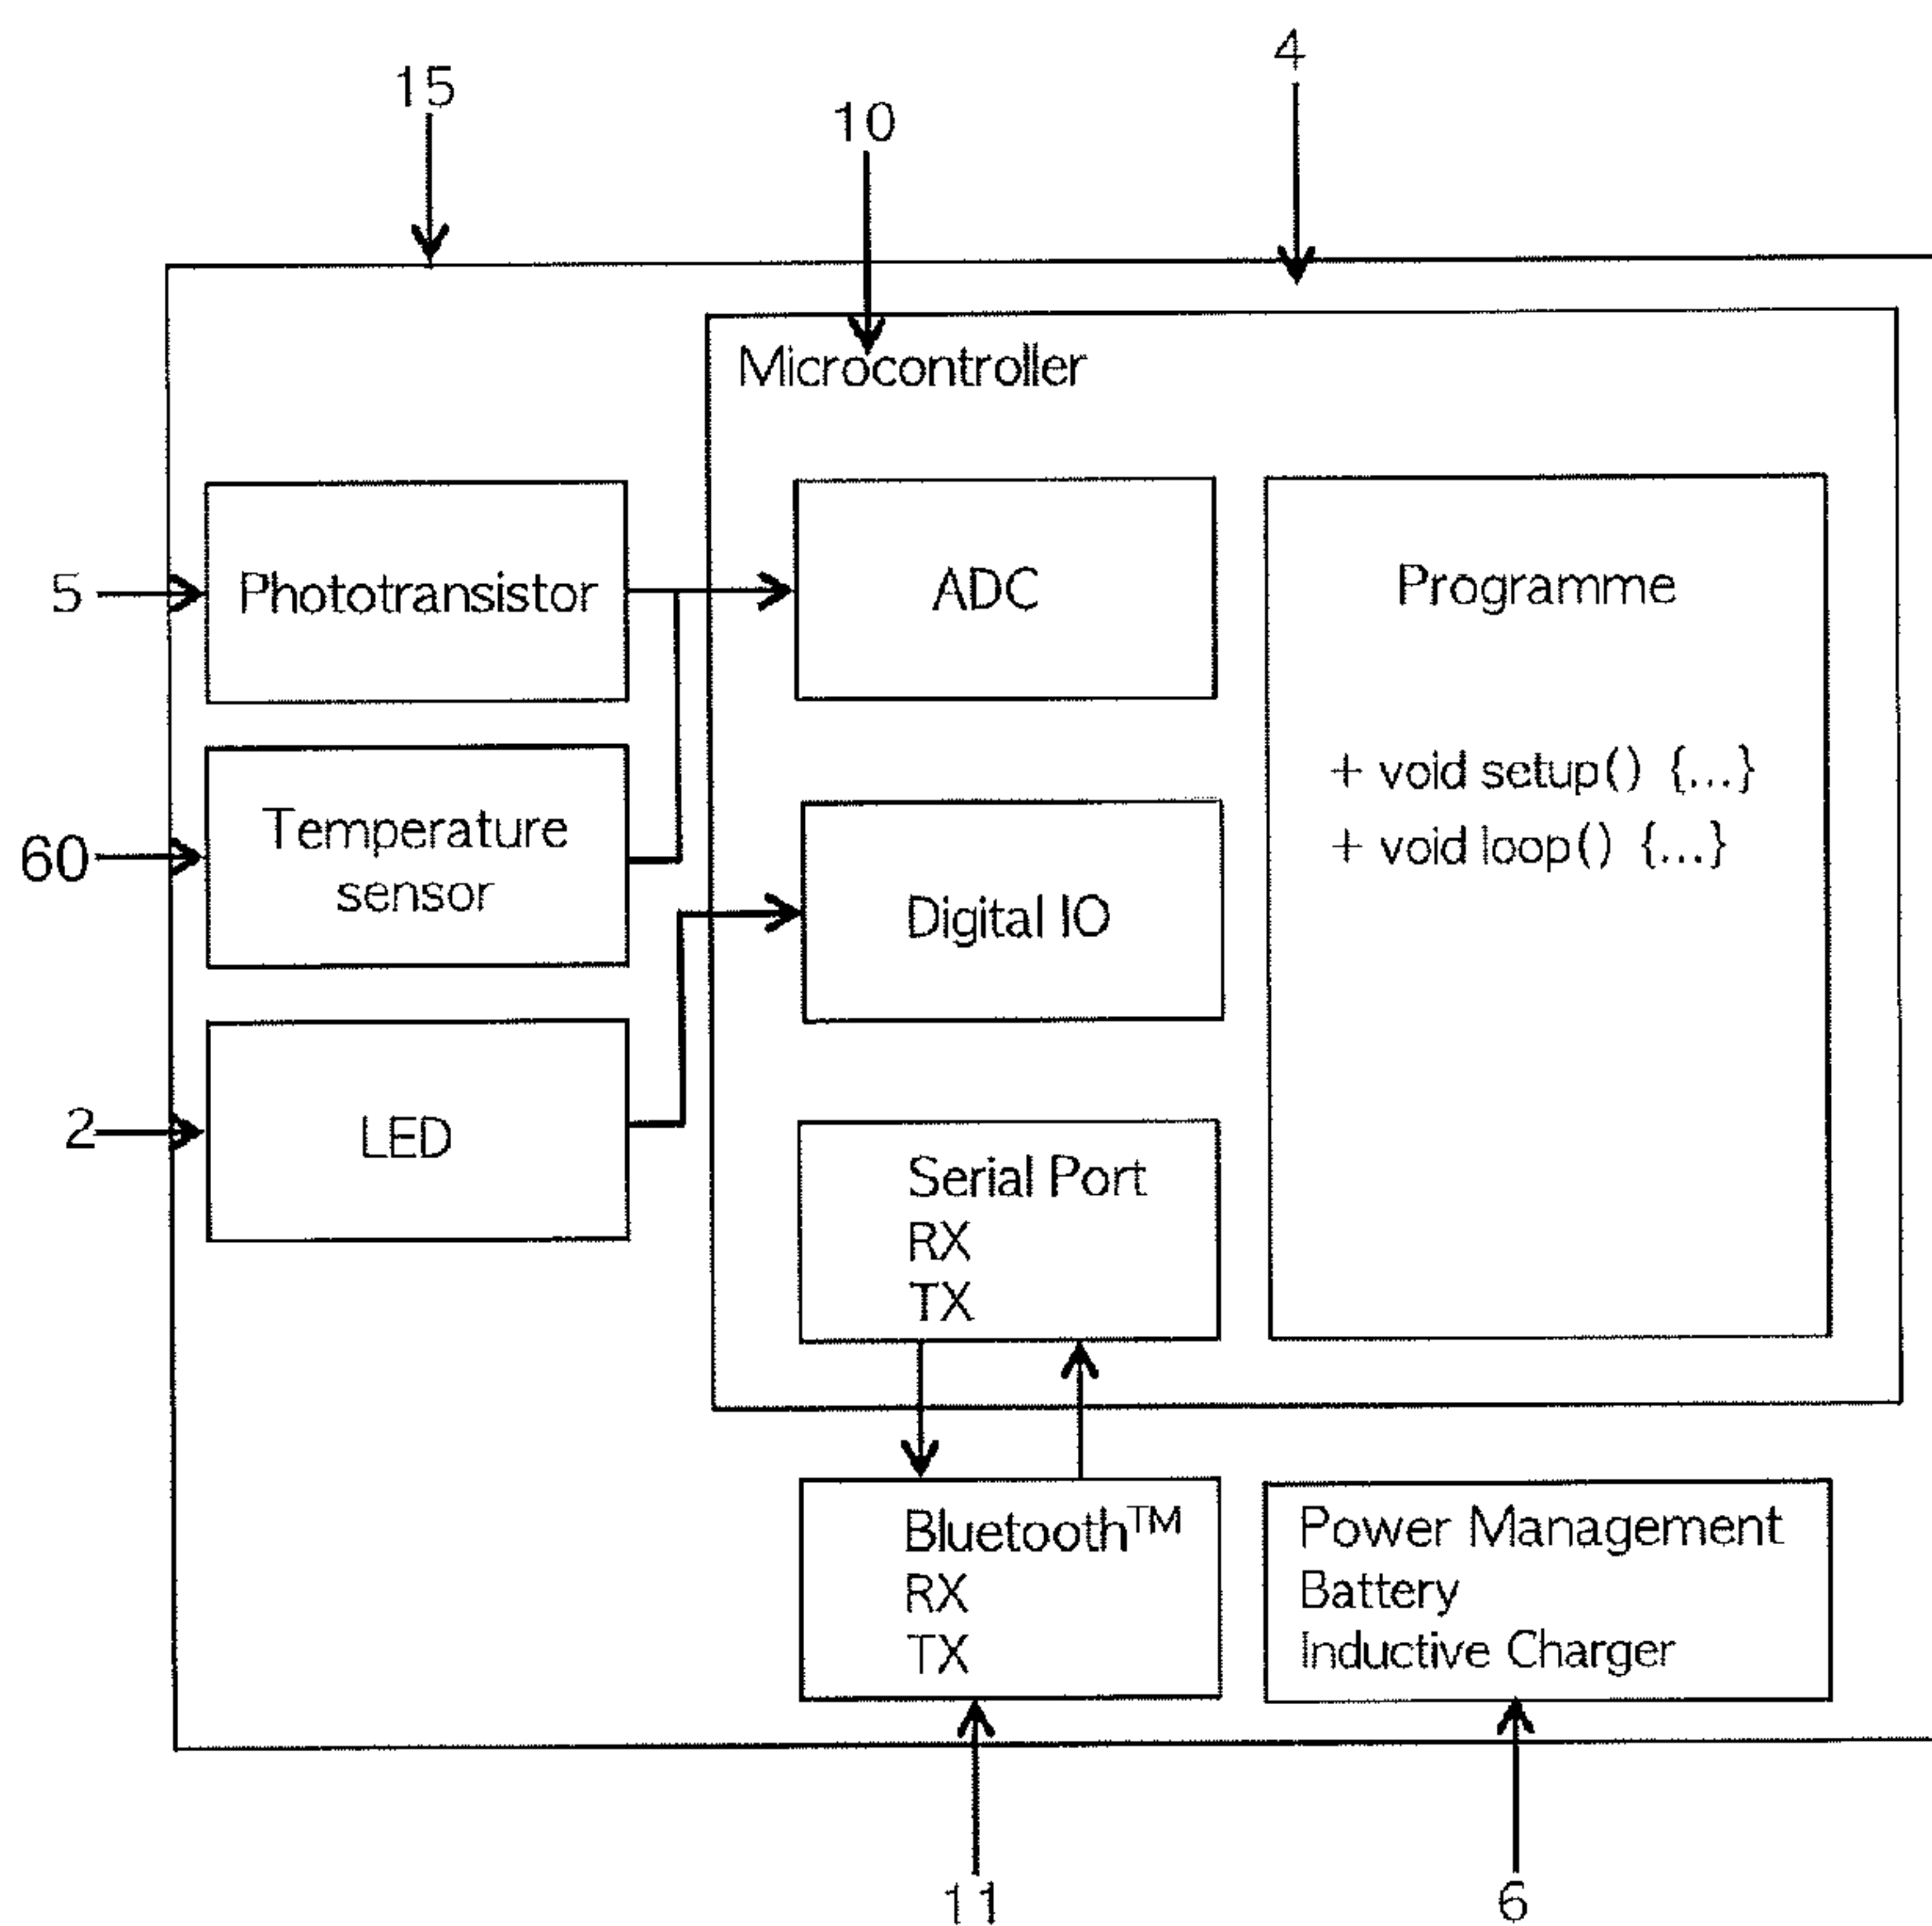 4
15
10
Microcontroller
5
Phototransistor
ADC
Programme
+ void setup() {...}
+ void loop() {...}
60
Temperature
sensor
Digital IO
2
LED
Serial Port
RX
TX
Bluetooth™
RX
TX
Power Management
Battery
Inductive Charger
11
6